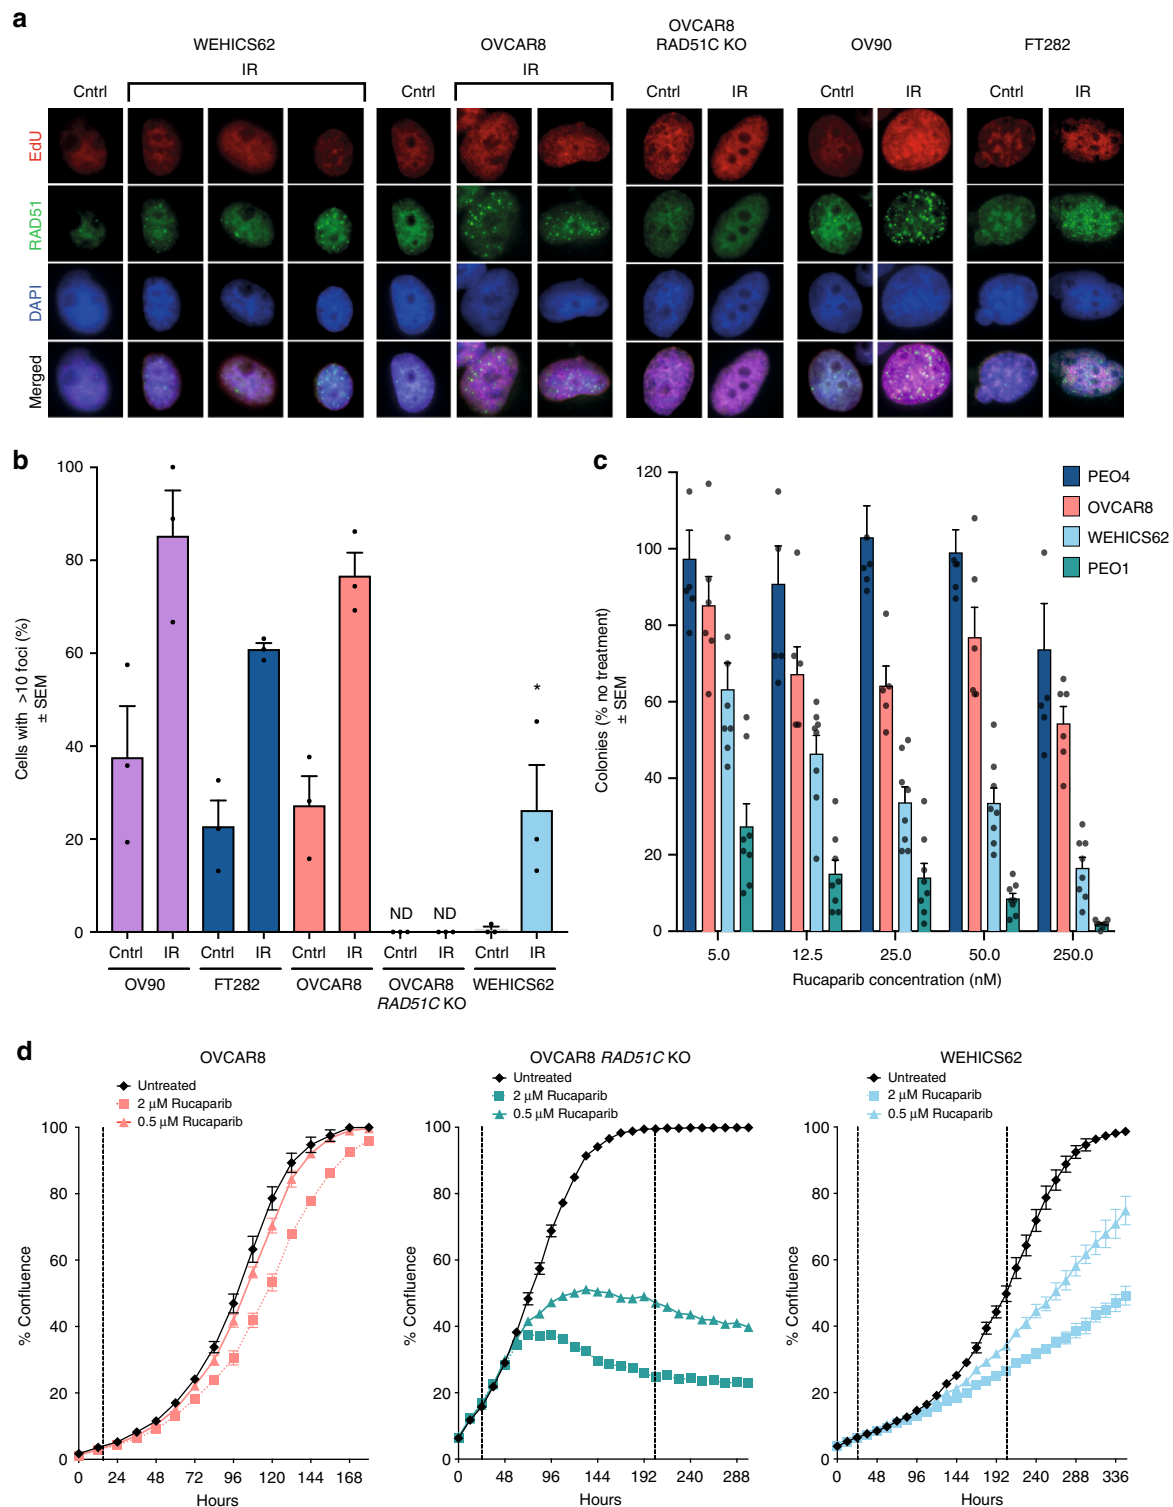 a
WEHICS62
OVCAR8
OVCAR8
RAD51C KO
OV90
FT282
IR
IR
Cntrl
Cntrl
Cntrl
IR
Cntrl
IR
Cntrl
IR
EdU
RAD51
DAPI
Merged
b
Cells with >10 foci (%)
± SEM
100
80
60
40
20
0
*
ND
ND
Cntrl
IR
Cntrl
IR
Cntrl
IR
Cntrl
IR
Cntrl
IR
OV90
FT282
OVCAR8
OVCAR8
RAD51C KO
WEHICS62
c
Colonies (% no treatment)
± SEM
120
100
80
60
40
20
0
PEO4
OVCAR8
WEHICS62
PEO1
5.0
12.5
25.0
50.0
250.0
Rucaparib concentration (nM)
d
OVCAR8
Untreated
2 μM Rucaparib
0.5 μM Rucaparib
% Confluence
100
80
60
40
20
0
0
24
48
72
96
120
144
168
Hours
OVCAR8 RAD51C KO
Untreated
2 μM Rucaparib
0.5 μM Rucaparib
% Confluence
100
80
60
40
20
0
0
48
96
144
192
240
288
Hours
WEHICS62
Untreated
2 μM Rucaparib
0.5 μM Rucaparib
% Confluence
100
80
60
40
20
0
0
48
96
144
192
240
288
336
Hours